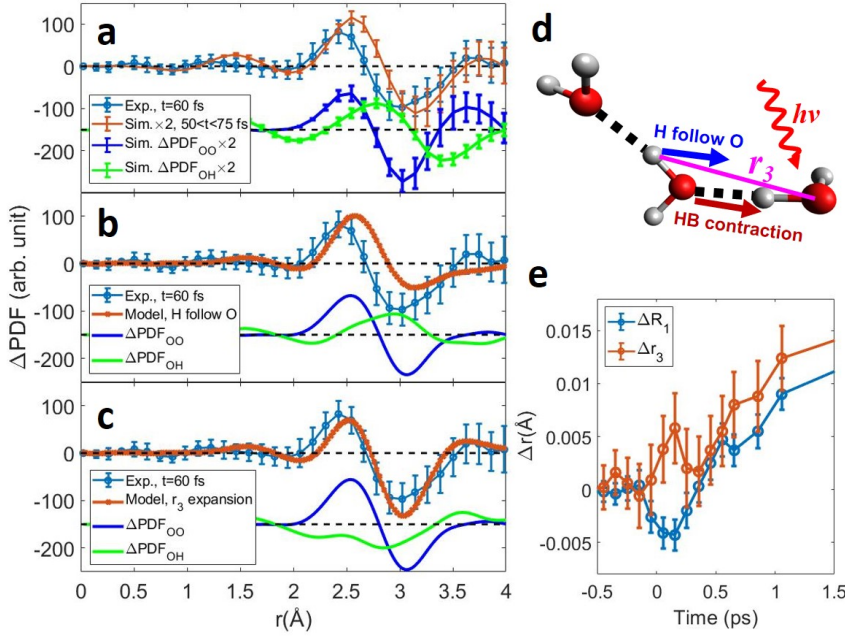 a
100
0
-100
-200
Exp., t=60 fs
Sim.×2, 50<t<75 fs
Sim. ΔPDF_OO×2
Sim. ΔPDF_OH×2
b
100
0
-100
-200
Exp., t=60 fs
Model, H follow O
ΔPDF_OO
ΔPDF_OH
c
100
0
-100
-200
Exp., t=60 fs
Model, r_3 expansion
ΔPDF_OO
ΔPDF_OH
0 0.5 1 1.5 2 2.5 3 3.5 4
r(Å)
ΔPDF (arb. unit)
d
H follow O
hν
r_3
HB contraction
e
ΔR_1
Δr_3
0.015
0.01
0.005
0
-0.005
-0.5 0 0.5 1 1.5
Time (ps)
Δr(Å)